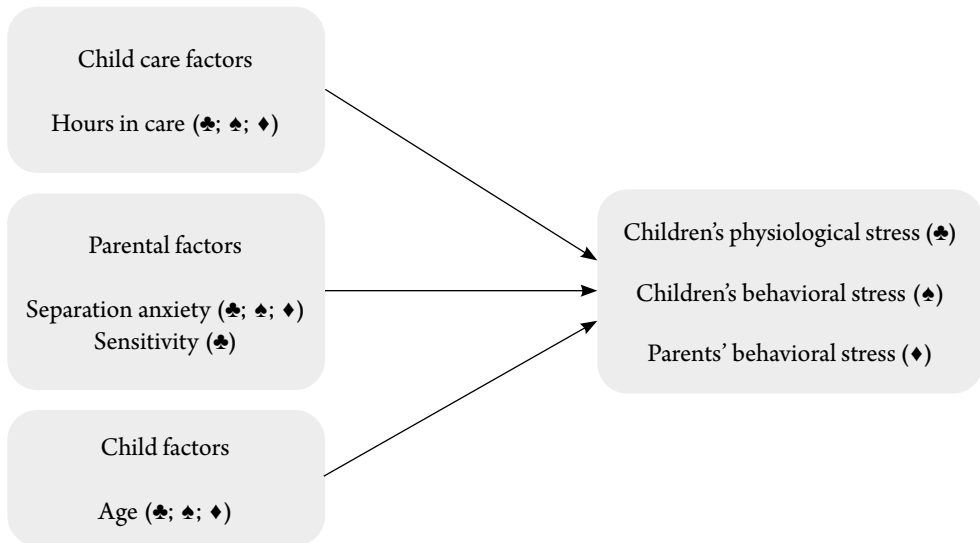 Child care factors
Hours in care (♣; ♠; ♦)
Parental factors
Separation anxiety (♣; ♠; ♦)
Sensitivity (♣)
Child factors
Age (♣; ♠; ♦)
Children’s physiological stress (♣)
Children’s behavioral stress (♠)
Parents’ behavioral stress (♦)